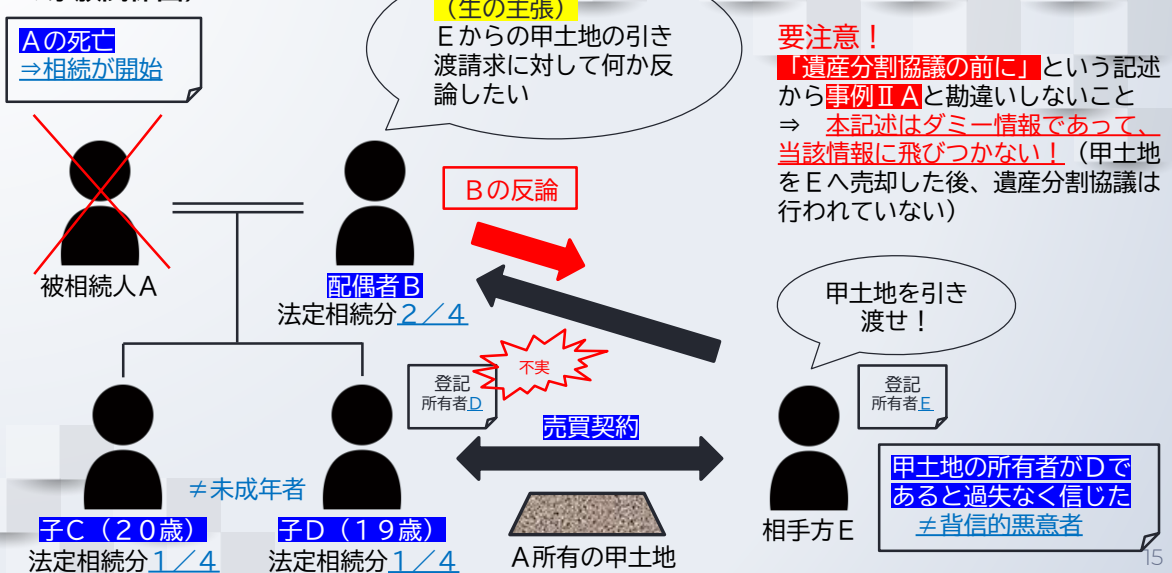 Aの死亡
⇒相続が開始
（生の主張）
Ｅからの甲土地の引き
渡請求に対して何か反
論したい
要注意！
「遺産分割協議の前に」という記述
から事例ⅡＡと勘違いしないこと
⇒　本記述はダミー情報であって、
当該情報に飛びつかない！（甲土地
をＥへ売却した後、遺産分割協議は
行われていない）
Ｂの反論
被相続人Ａ
配偶者Ｂ
法定相続分２／４
甲土地を引き
渡せ！
不実
登記
所有者D
登記
所有者E
売買契約
≠未成年者
甲土地の所有者がＤで
あると過失なく信じた
≠背信的悪意者
子Ｃ（２０歳）
法定相続分１／４
子Ｄ（１９歳）
法定相続分１／４
Ａ所有の甲土地
相手方Ｅ
15